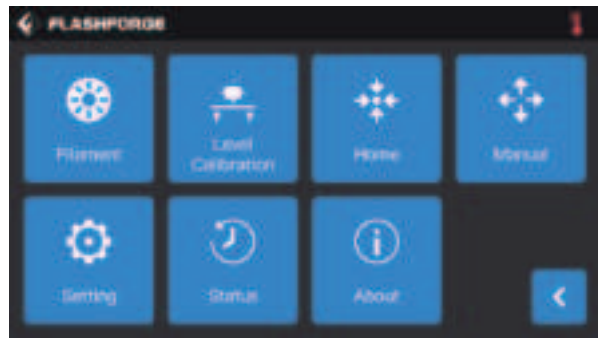 FLASHFORGE
Filament
Level
Calibration
Home
Manual
Setting
Status
About